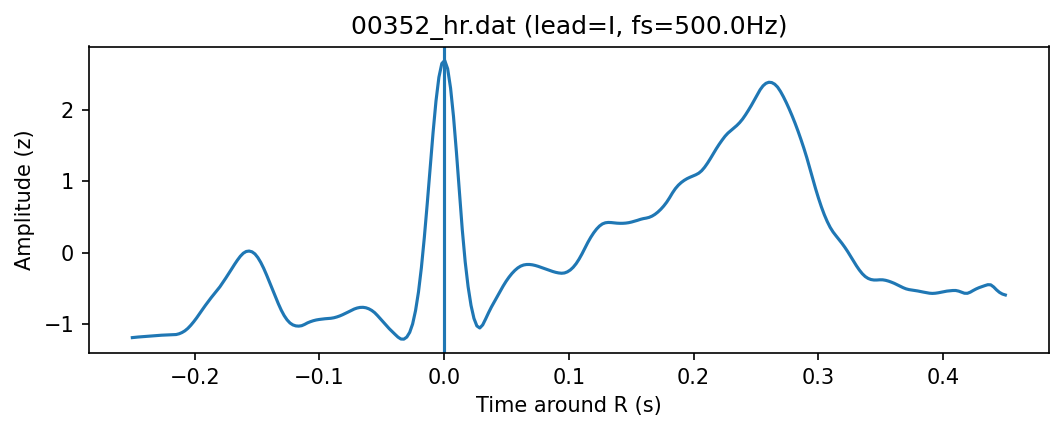 00352_hr.dat (lead=I, fs=500.0Hz)
Amplitude (z)
2
1
0
−1
−0.2 −0.1 0.0 0.1 0.2 0.3 0.4
Time around R (s)